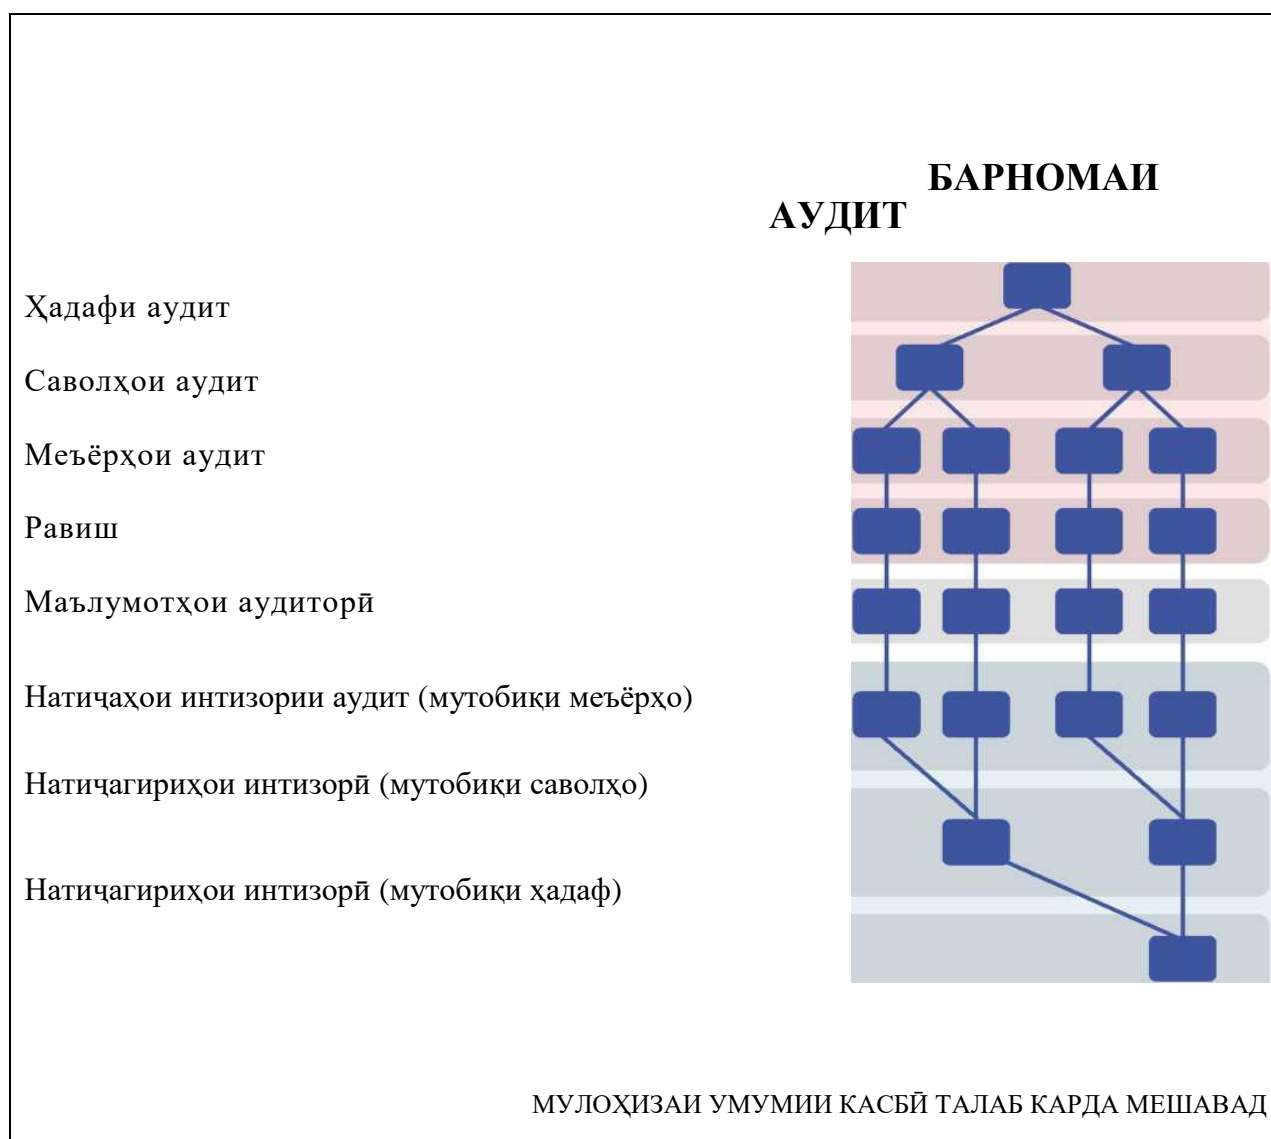 БАРНОМАИ
АУДИТ
Ҳадафи аудит
Саволҳои аудит
Меъёрҳои аудит
Равиш
Маълумотҳои аудиторӣ
Натиҷаҳои интизории аудит (мутобиқи меъёрҳо)
Натиҷагириҳои интизорӣ (мутобиқи саволҳо)
Натиҷагириҳои интизорӣ (мутобиқи ҳадаф)
МУЛОҲИЗАИ УМУМИИ КАСБӢ ТАЛАБ КАРДА МЕШАВАД